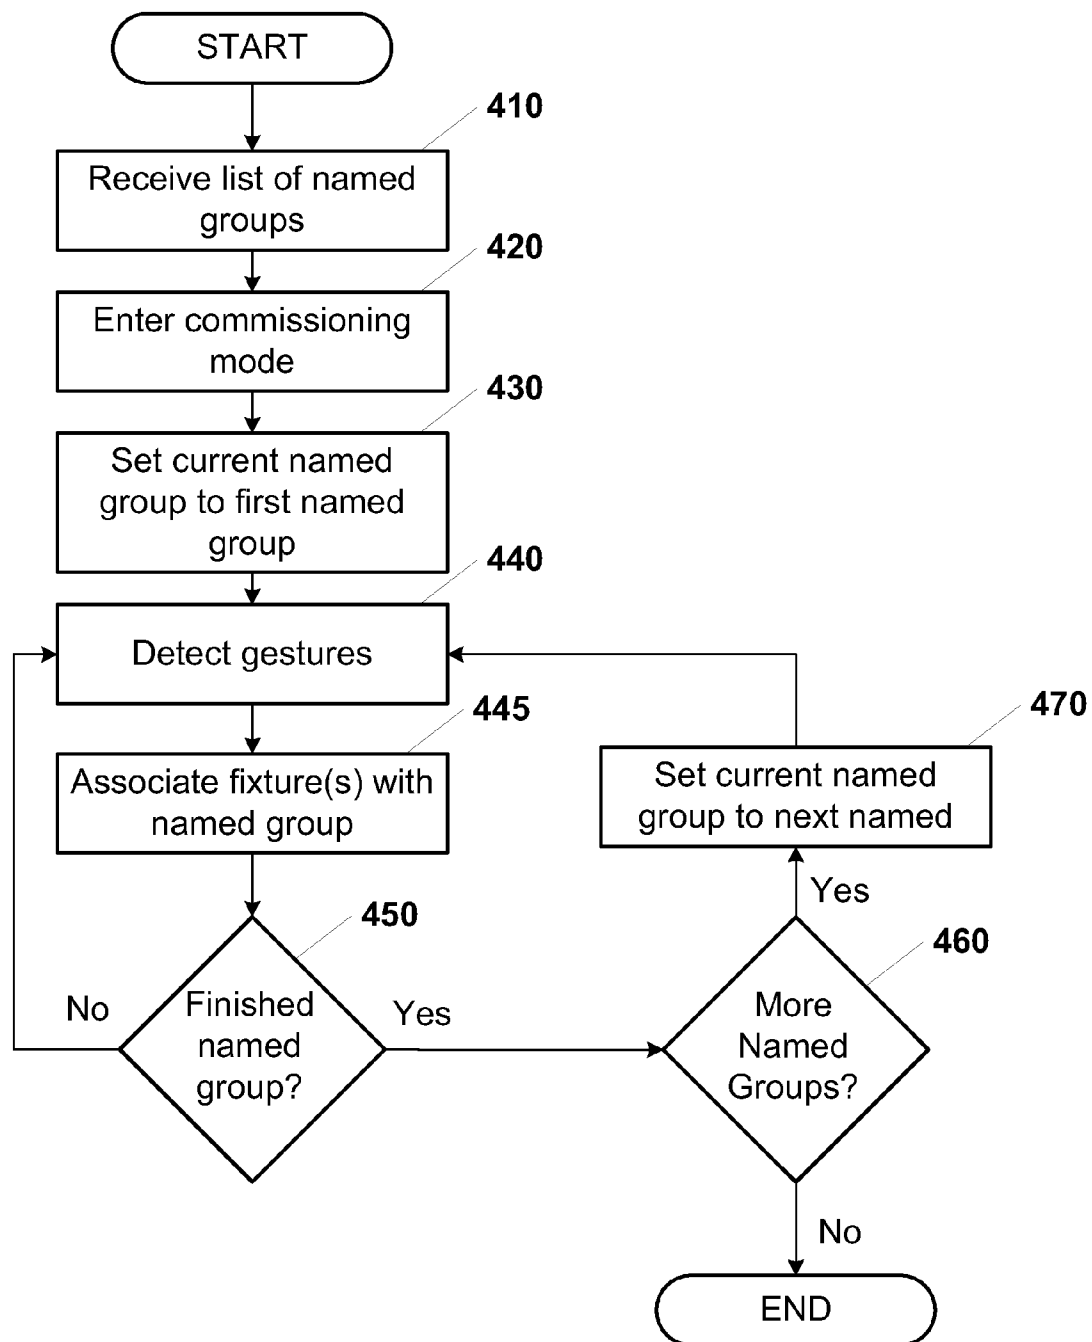 START
410
Receive list of named
groups
420
Enter commissioning
mode
430
Set current named
group to first named
group
440
Detect gestures
445
Associate fixture(s) with
named group
470
Set current named
group to next named
Yes
450
460
No
Finished
named
group?
Yes
More
Named
Groups?
No
END